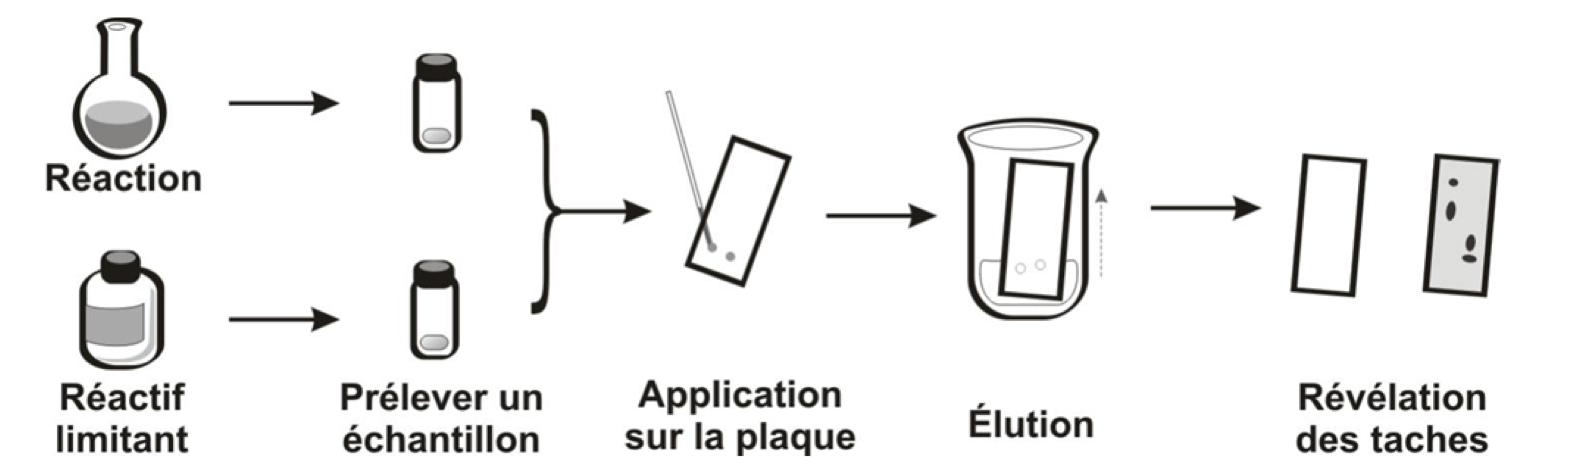 Réaction
Réactif
limitant
Prélever un
échantillon
Application
sur la plaque
Élution
Révélation
des taches